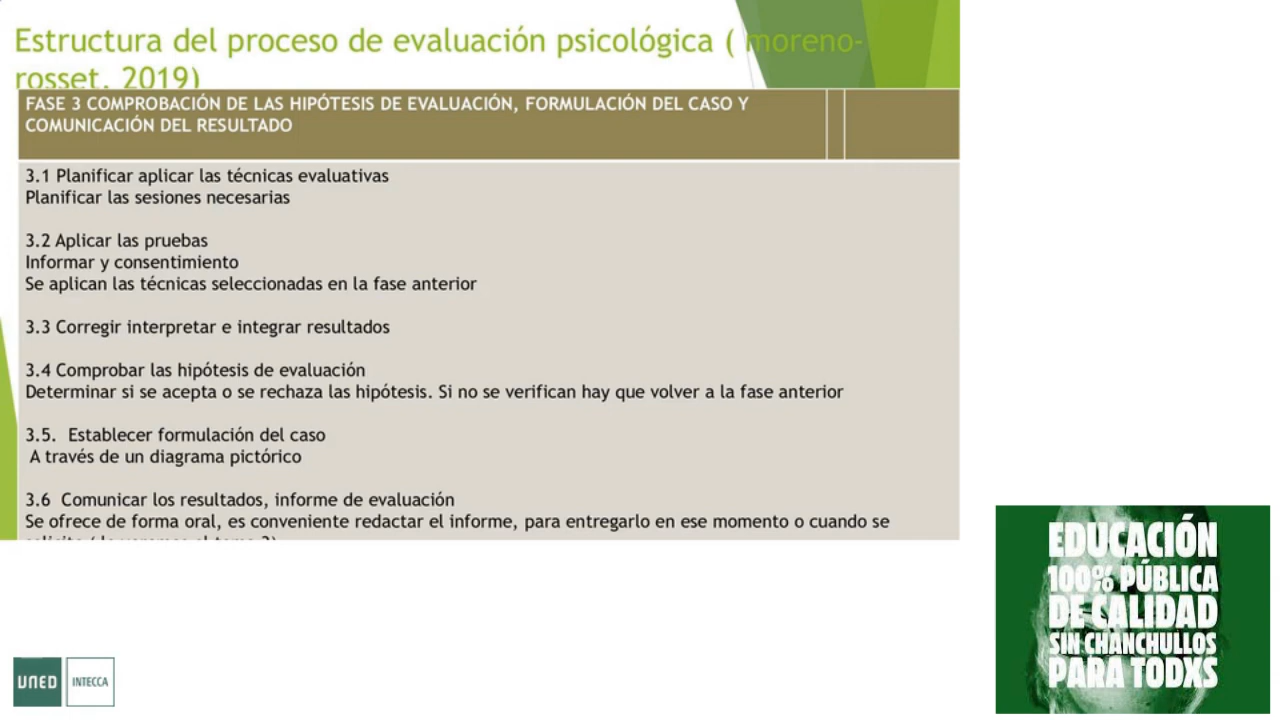 Estructura del proceso de evaluación psicológica ( moreno-
rosset, 2019)
FASE 3 COMPROBACIÓN DE LAS HIPÓTESIS DE EVALUACIÓN, FORMULACIÓN DEL CASO Y
COMUNICACIÓN DEL RESULTADO
3.1 Planificar aplicar las técnicas evaluativas
Planificar las sesiones necesarias
3.2 Aplicar las pruebas
Informar y consentimiento
Se aplican las técnicas seleccionadas en la fase anterior
3.3 Corregir interpretar e integrar resultados
3.4 Comprobar las hipótesis de evaluación
Determinar si se acepta o se rechaza las hipótesis. Si no se verifican hay que volver a la fase anterior
3.5.  Establecer formulación del caso
A través de un diagrama pictórico
3.6  Comunicar los resultados, informe de evaluación
Se ofrece de forma oral, es conveniente redactar el informe, para entregarlo en ese momento o cuando se
EDUCACIÓN
100% PÚBLICA
DE CALIDAD
SIN CHANCHULLOS
PARA TODXS
UNED
INTECCA